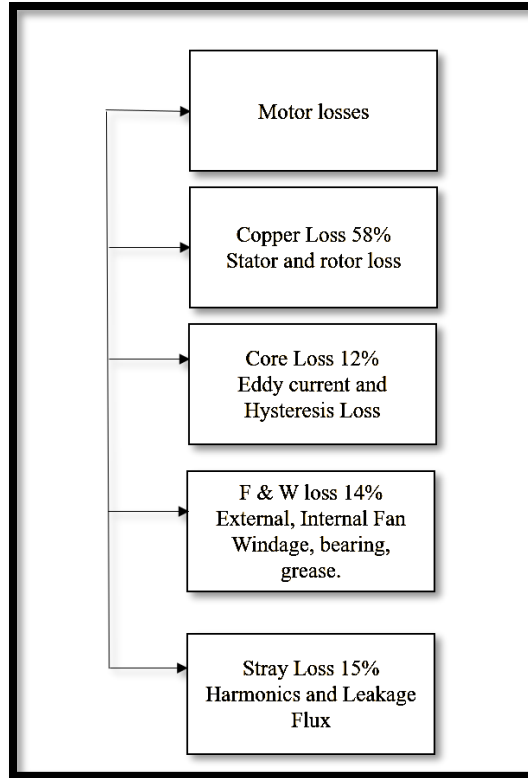 Motor losses
Copper Loss 58%
Stator and rotor loss
Core Loss 12%
Eddy current and
Hysteresis Loss
F & W loss 14%
External, Internal Fan
Windage, bearing,
grease.
Stray Loss 15%
Harmonics and Leakage
Flux